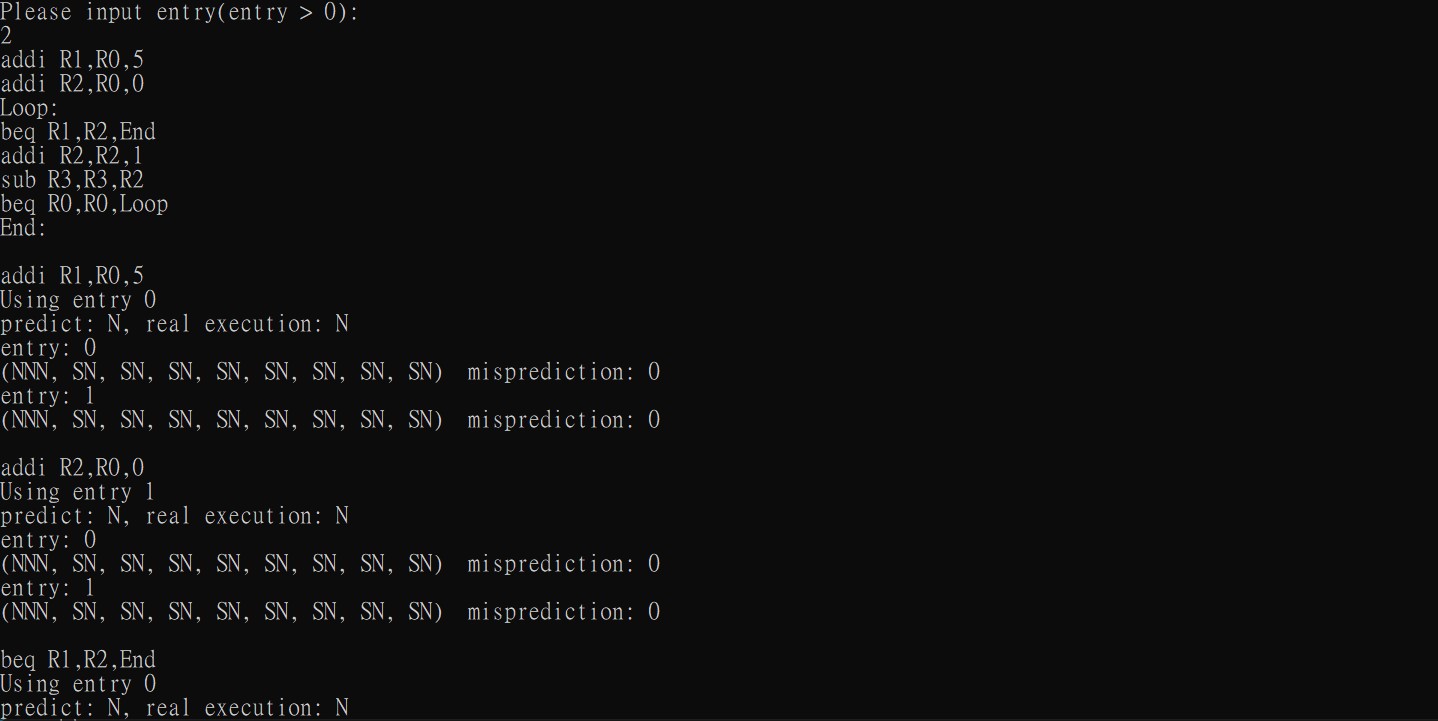 Please input entry(entry > 0):
2
addi R1,R0,5
addi R2,R0,0
Loop:
beq R1,R2,End
addi R2,R2,1
sub R3,R3,R2
beq R0,R0,Loop
End:
addi R1,R0,5
Using entry 0
predict: N, real execution: N
entry: 0
(NNN, SN, SN, SN, SN, SN, SN, SN, SN)  misprediction: 0
entry: 1
(NNN, SN, SN, SN, SN, SN, SN, SN, SN)  misprediction: 0
addi R2,R0,0
Using entry 1
predict: N, real execution: N
entry: 0
(NNN, SN, SN, SN, SN, SN, SN, SN, SN)  misprediction: 0
entry: 1
(NNN, SN, SN, SN, SN, SN, SN, SN, SN)  misprediction: 0
beq R1,R2,End
Using entry 0
predict: N, real execution: N